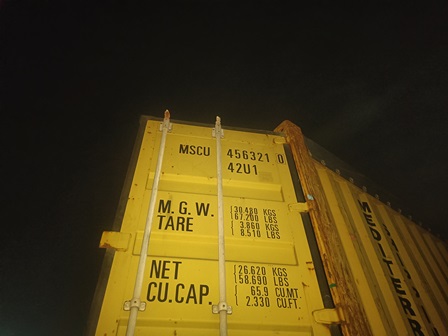 MSCU 456321 0
42U1
M.G.W. 30.480 KGS
67.200 LBS
TARE 3.860 KGS
8.510 LBS
NET 26.620 KGS
58.690 LBS
CU.CAP. 65.9 CU.MT.
2.330 CU.FT.
MEDITERR